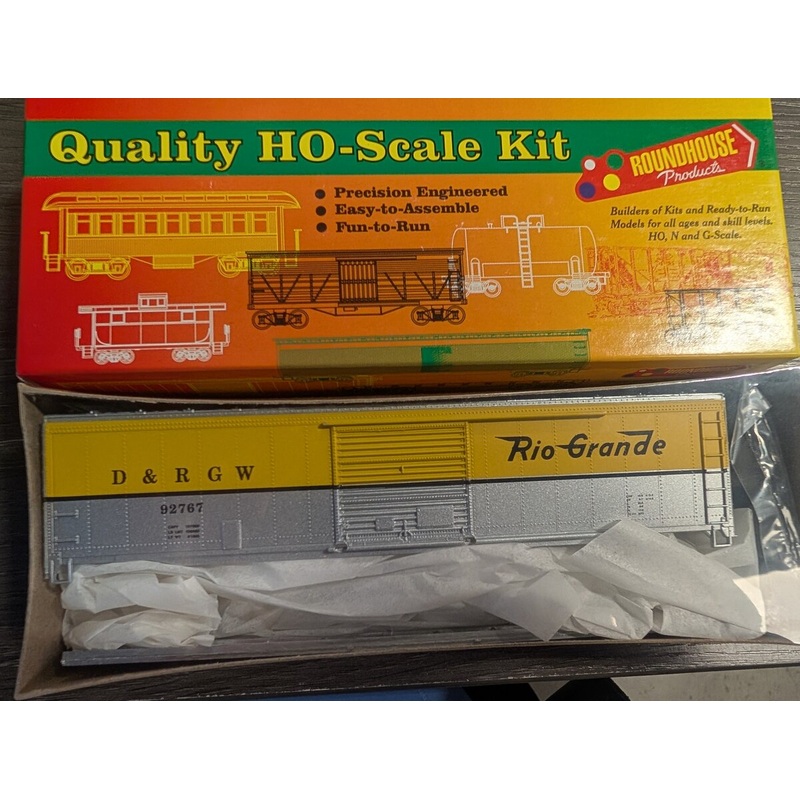 Quality HO-Scale Kit
ROUNDHOUSE
Products
● Precision Engineered
● Easy-to-Assemble
● Fun-to-Run
Builders of Kits and Ready-to-Run
Models for all ages and skill levels.
HO, N and G-Scale.
D & R G W
Rio Grande
92767